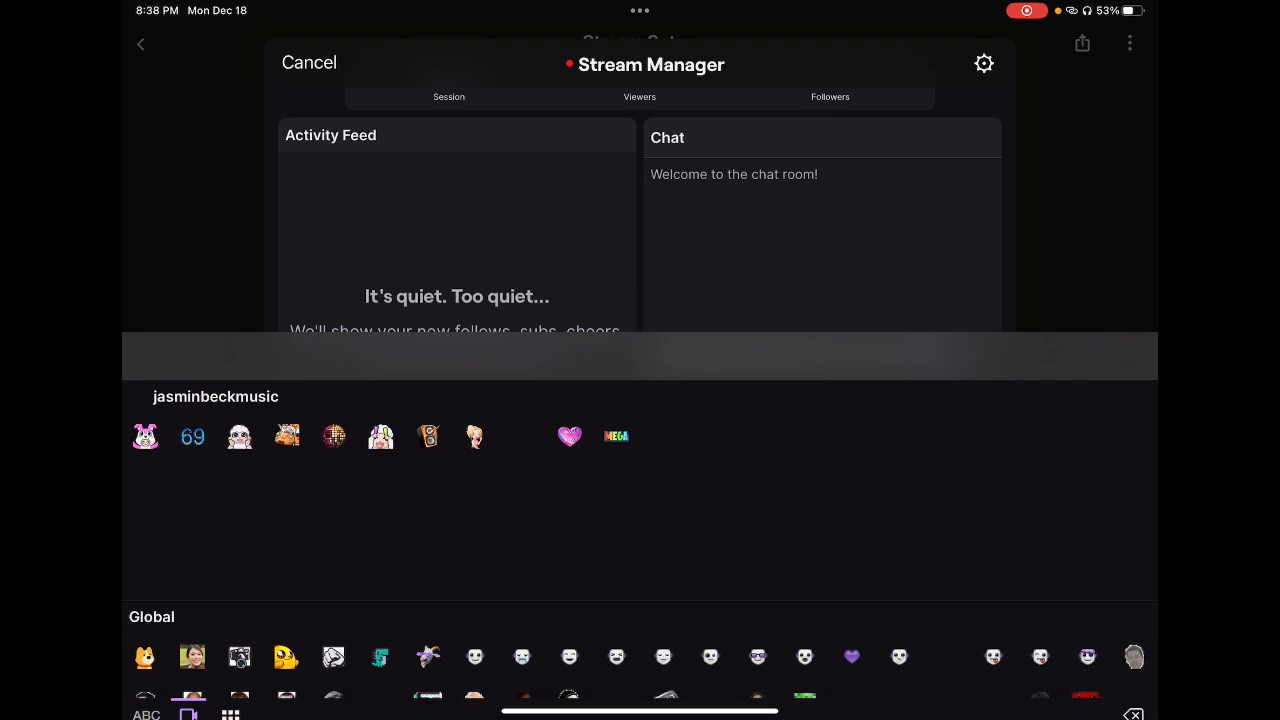 8:38 PM Mon Dec 18
53%
Cancel
Stream Manager
Session Viewers Followers
Activity Feed
Chat
Welcome to the chat room!
It's quiet. Too quiet...
We'll show your new follows, subs, cheers
jasminbeckmusic
69
MEGA
Global
ABC